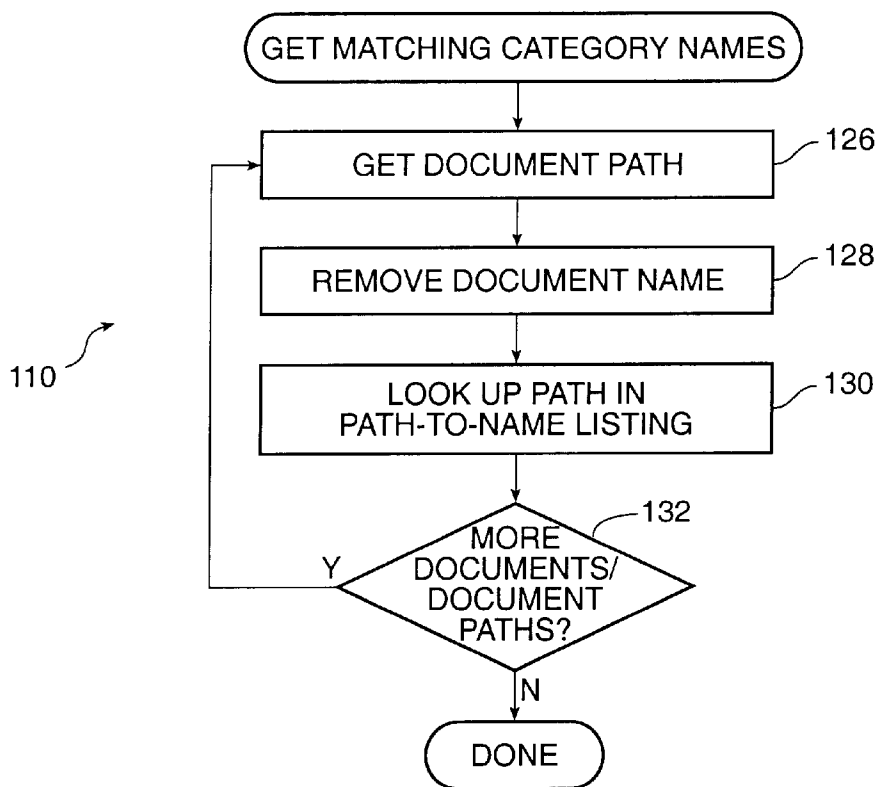 GET MATCHING CATEGORY NAMES
GET DOCUMENT PATH
126
REMOVE DOCUMENT NAME
128
LOOK UP PATH IN
PATH-TO-NAME LISTING
130
110
132
MORE
DOCUMENTS/
DOCUMENT
PATHS?
Y
N
DONE